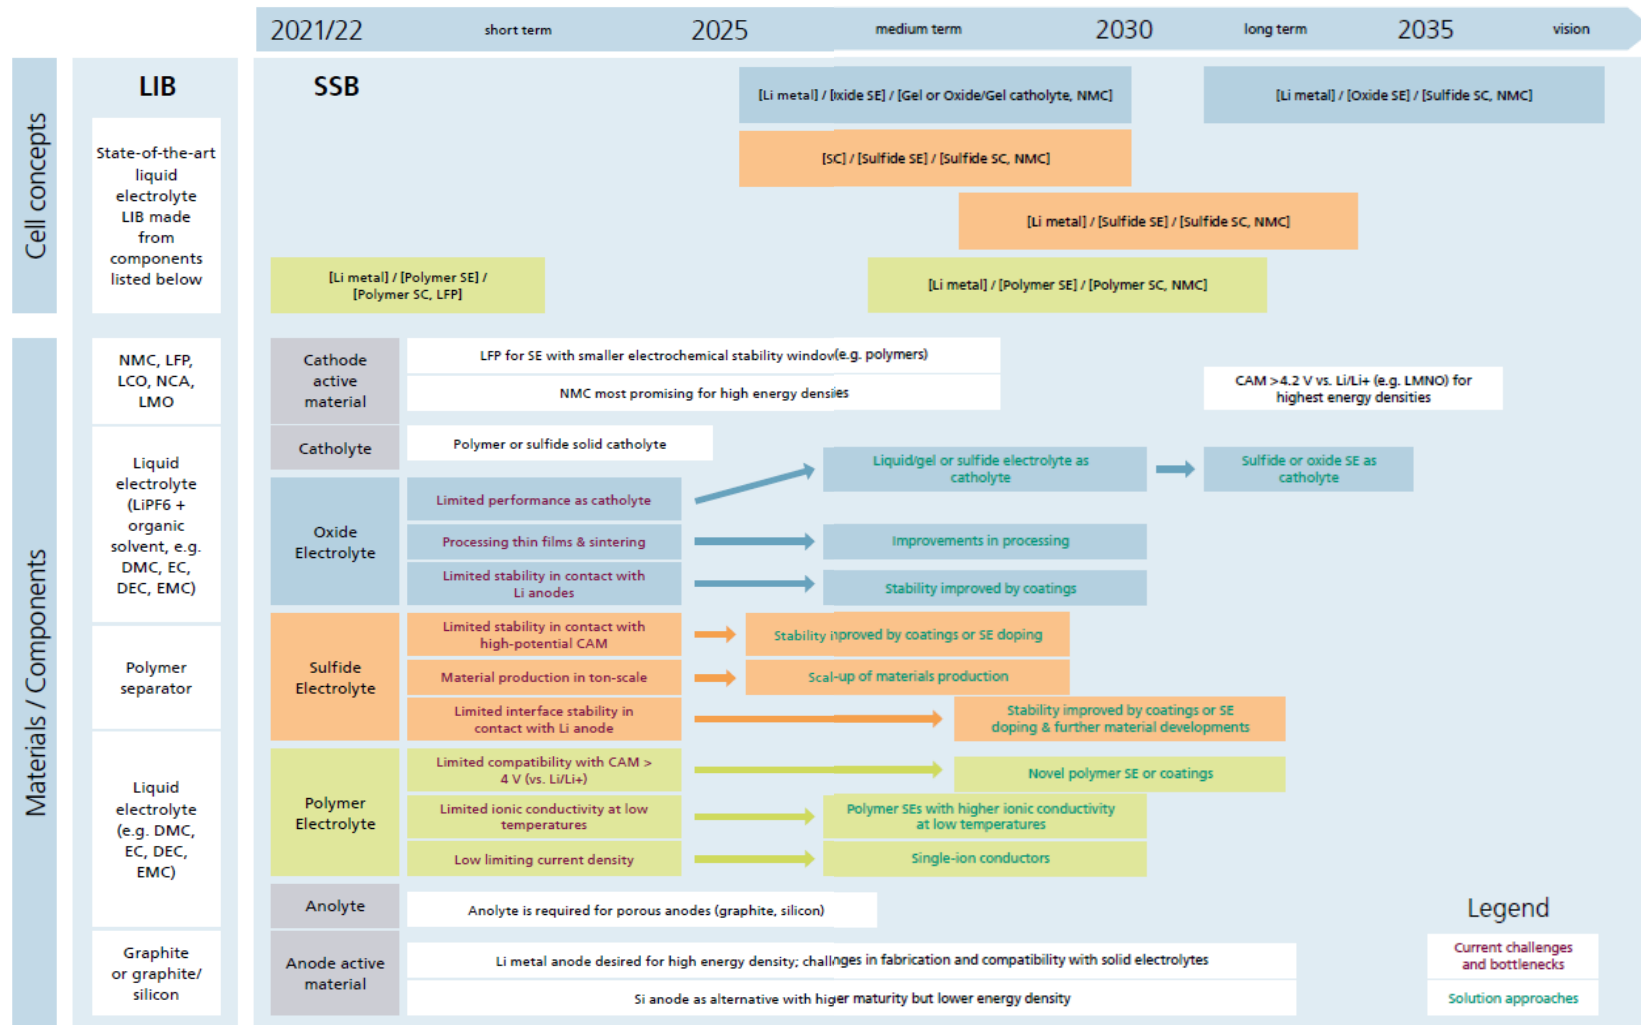 2021/22
short term
2025
medium term
2030
long term
2035
vision
Cell concepts
LIB
State-of-the-art
liquid
electrolyte
LIB made
from
components
listed below
SSB
[Li metal] / [Oxide SE] / [Gel or Oxide/Gel catholyte, NMC]
[Li metal] / [Oxide SE] / [Sulfide SC, NMC]
[SC] / [Sulfide SE] / [Sulfide SC, NMC]
[Li metal] / [Sulfide SE] / [Sulfide SC, NMC]
[Li metal] / [Polymer SE] /
[Polymer SC, LFP]
[Li metal] / [Polymer SE] / [Polymer SC, NMC]
Materials / Components
NMC, LFP,
LCO, NCA,
LMO
Liquid
electrolyte
(LiPF6 +
organic
solvent, e.g.
DMC, EC,
DEC, EMC)
Polymer
separator
Liquid
electrolyte
(e.g. DMC,
EC, DEC,
EMC)
Graphite
or graphite/
silicon
Cathode
active
material
LFP for SE with smaller electrochemical stability window (e.g. polymers)
NMC most promising for high energy densies
CAM >4.2 V vs. Li/Li+ (e.g. LMNO) for
highest energy densities
Catholyte
Polymer or sulfide solid catholyte
Liquid/gel or sulfide electrolyte as
catholyte
Sulfide or oxide SE as
catholyte
Oxide
Electrolyte
Limited performance as catholyte
Processing thin films & sintering
Improvements in processing
Limited stability in contact with
Li anodes
Stability improved by coatings
Sulfide
Electrolyte
Limited stability in contact with
high-potential CAM
Stability iproved by coatings or SE doping
Material production in ton-scale
Scal-up of materials production
Limited interface stability in
contact with Li anode
Stability improved by coatings or SE
doping & further material developments
Polymer
Electrolyte
Limited compatibility with CAM >
4 V (vs. Li/Li+)
Novel polymer SE or coatings
Limited ionic conductivity at low
temperatures
Polymer SEs with higher ionic conductivity
at low temperatures
Low limiting current density
Single-ion conductors
Anolyte
Anolyte is required for porous anodes (graphite, silicon)
Anode active
material
Li metal anode desired for high energy density; challnges in fabrication and compatibility with solid electrolytes
Si anode as alternative with higer maturity but lower energy density
Legend
Current challenges
and bottlenecks
Solution approaches